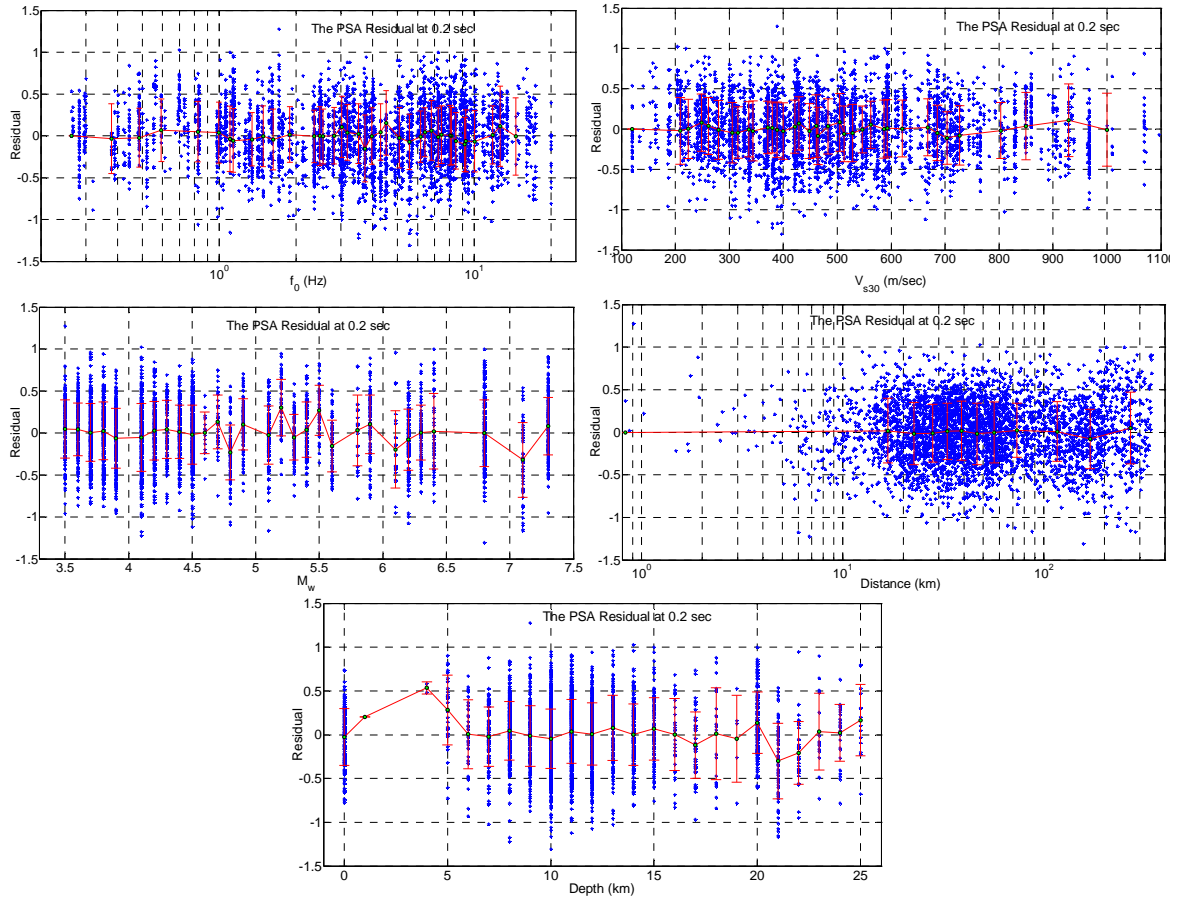 The PSA Residual at 0.2 sec
1.5
1
0.5
0
-0.5
-1
-1.5
Residual
10^0
10^1
f_0 (Hz)
The PSA Residual at 0.2 sec
1.5
1
0.5
0
-0.5
-1
-1.5
Residual
100 200 300 400 500 600 700 800 900 1000 1100
V_s30 (m/sec)
The PSA Residual at 0.2 sec
1.5
1
0.5
0
-0.5
-1
-1.5
Residual
3.5 4 4.5 5 5.5 6 6.5 7 7.5
M_w
The PSA Residual at 0.2 sec
1.5
1
0.5
0
-0.5
-1
-1.5
Residual
10^0 10^1 10^2
Distance (km)
The PSA Residual at 0.2 sec
1.5
1
0.5
0
-0.5
-1
-1.5
Residual
0 5 10 15 20 25
Depth (km)